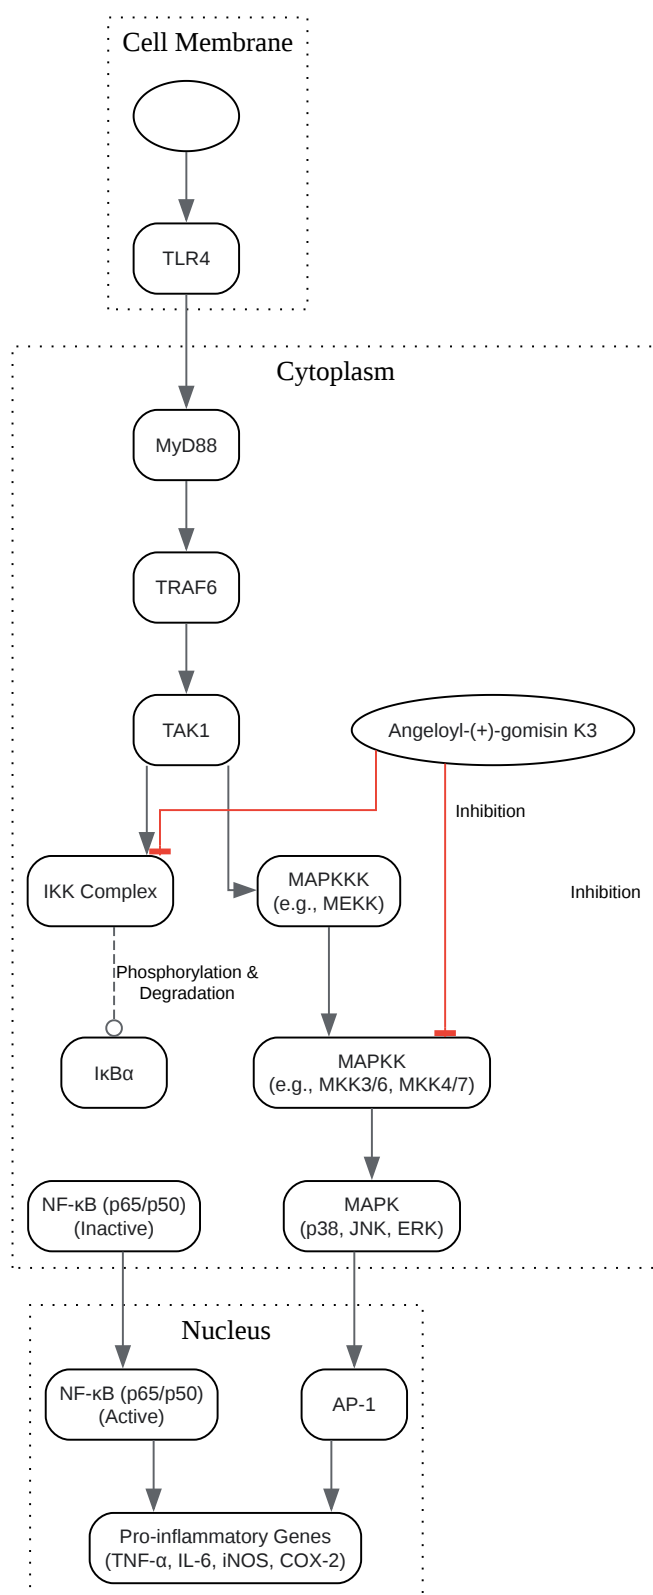 Cell Membrane
TLR4
Cytoplasm
MyD88
TRAF6
TAK1
Angeloyl-(+)-gomisin K3
Inhibition
IKK Complex
MAPKKK
(e.g., MEKK)
Inhibition
Phosphorylation &
Degradation
IκBα
MAPKK
(e.g., MKK3/6, MKK4/7)
NF-κB (p65/p50)
(Inactive)
MAPK
(p38, JNK, ERK)
Nucleus
NF-κB (p65/p50)
(Active)
AP-1
Pro-inflammatory Genes
(TNF-α, IL-6, iNOS, COX-2)